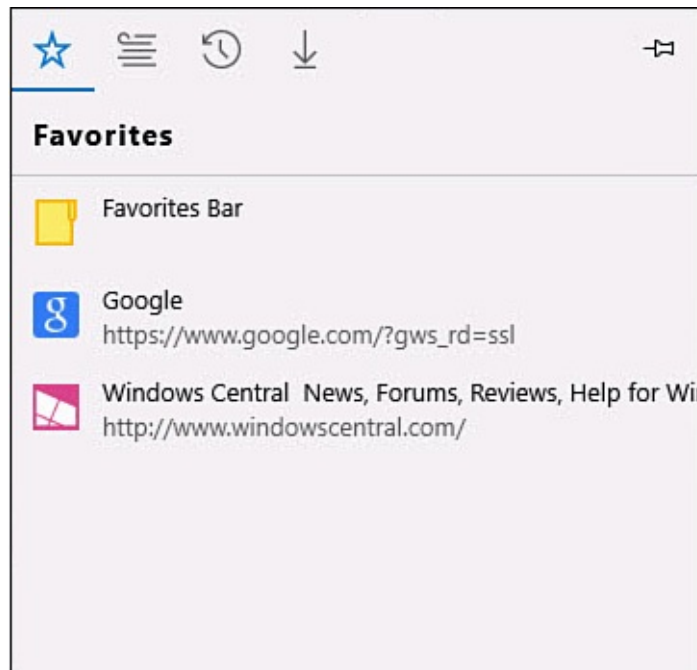 Favorites
Favorites Bar
g
Google
https://www.google.com/?gws_rd=ssl
Windows Central News, Forums, Reviews, Help for Wi
http://www.windowscentral.com/